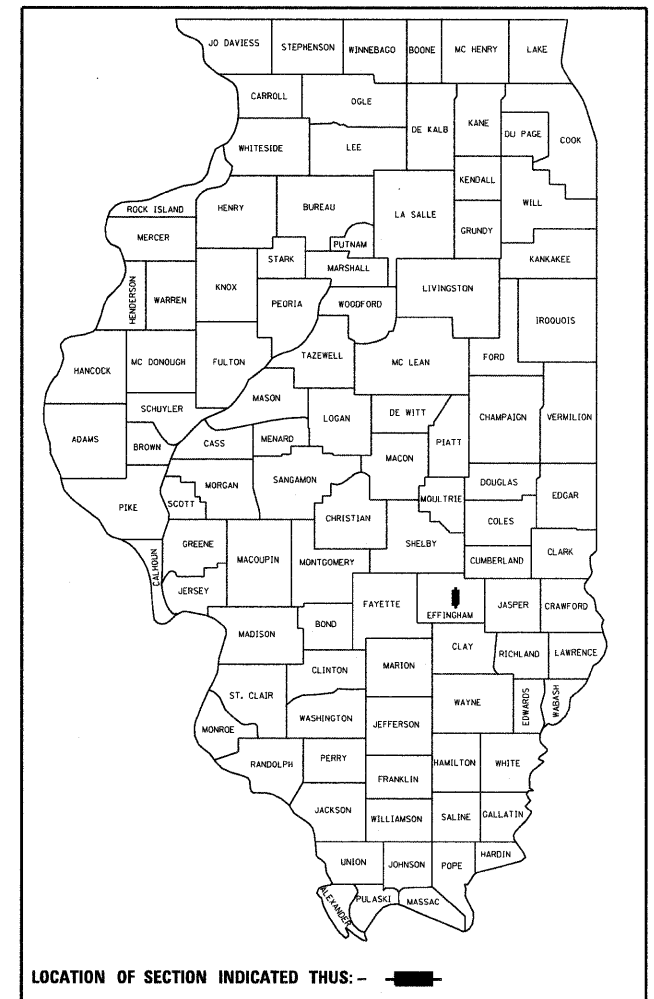 JO DAVIESS
STEPHENSON
WINNEBAGO
BOONE
MC HENRY
LAKE
CARROLL
OGLE
DE KALB
KANE
DU PAGE
COOK
WHITESIDE
LEE
KENDALL
WILL
ROCK ISLAND
HENRY
BUREAU
LA SALLE
GRUNDY
MERCER
PUTNAM
STARK
MARSHALL
KANKAKEE
HENDERSON
WARREN
KNOX
PEORIA
WOODFORD
LIVINGSTON
IROQUOIS
HANCOCK
MC DONOUGH
FULTON
TAZEWELL
MC LEAN
FORD
MASON
SCHUYLER
LOGAN
DE WITT
CHAMPAIGN
VERMILION
ADAMS
BROWN
CASS
MENARD
MACON
PIATT
MORGAN
SANGAMON
DOUGLAS
EDGAR
PIKE
SCOTT
CHRISTIAN
MOULTRIE
COLES
GREENE
MACOUPIN
MONTGOMERY
SHELBY
CUMBERLAND
CLARK
CALHOUN
JERSEY
FAYETTE
EFFINGHAM
JASPER
CRAWFORD
MADISON
BOND
CLAY
RICHLAND
LAWRENCE
CLINTON
MARION
ST. CLAIR
WAYNE
EDWARDS
WABASH
MONROE
WASHINGTON
JEFFERSON
RANDOLPH
PERRY
HAMILTON
WHITE
FRANKLIN
JACKSON
WILLIAMSON
SALINE
GALLATIN
UNION
JOHNSON
POPE
HARDIN
ALEXANDER
PULASKI
MASSAC
LOCATION OF SECTION INDICATED THUS: -